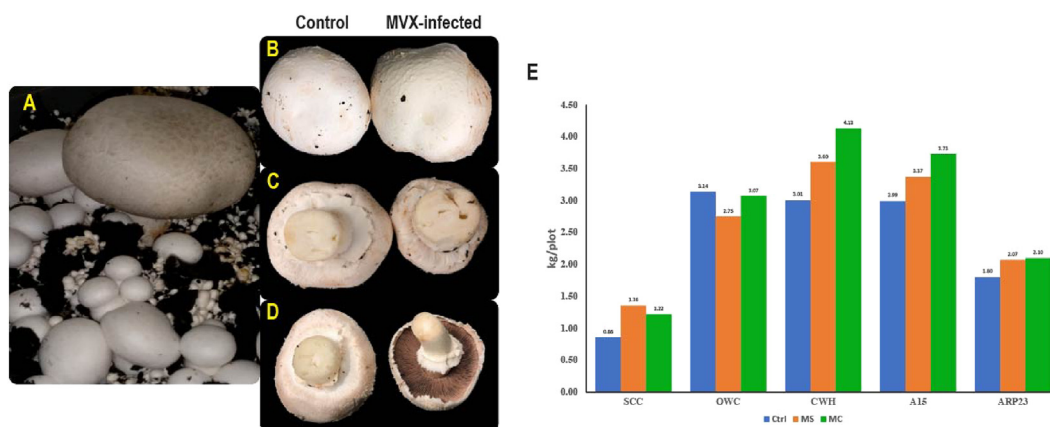 Control MVX-infected
A
B
C
D
E
kg/plot
4.50
4.00
3.50
3.00
2.50
2.00
1.50
1.00
0.50
0.00
0.86 1.36 1.22
3.14 2.75 3.07
3.01 3.60 4.13
2.99 3.37 3.73
1.80 2.07 2.10
SCC OWC CWH A15 ARP23
Ctrl MS MC